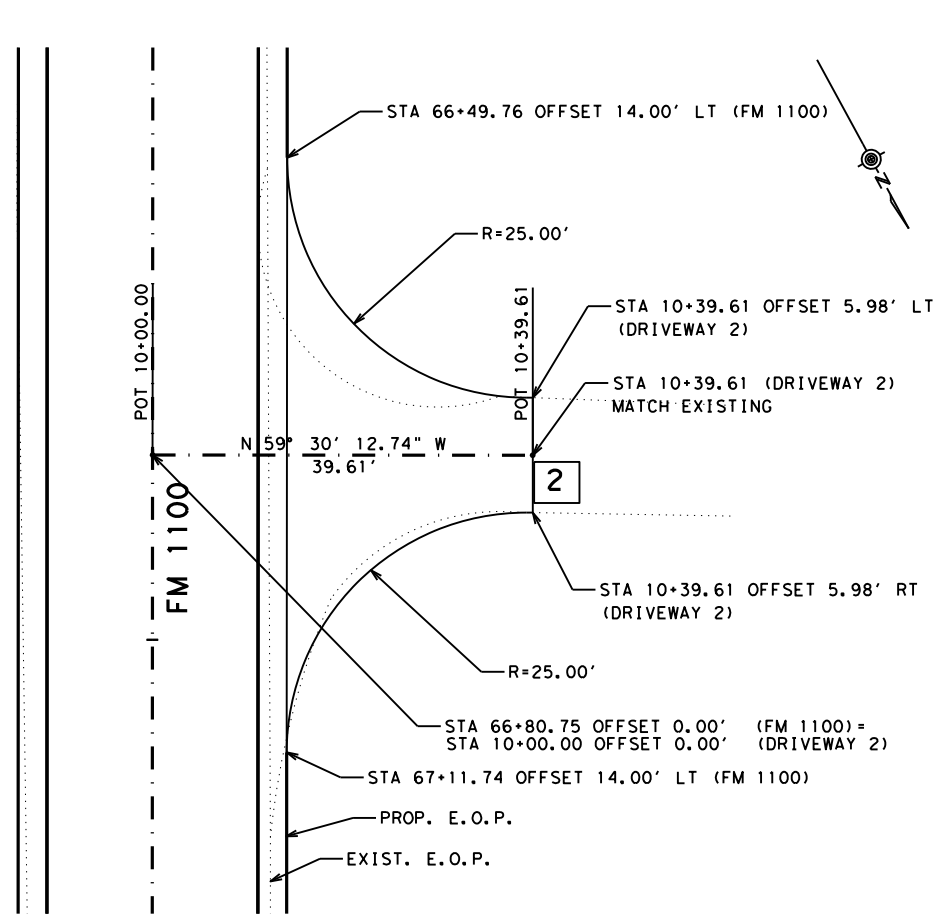 STA 66+49.76 OFFSET 14.00' LT (FM 1100)
N
R=25.00'
POT 10+00.00
POT 10+39.61
STA 10+39.61 OFFSET 5.98' LT
(DRIVEWAY 2)
STA 10+39.61 (DRIVEWAY 2)
MATCH EXISTING
N 59° 30' 12.74" W
39.61'
2
FM 1100
STA 10+39.61 OFFSET 5.98' RT
(DRIVEWAY 2)
R=25.00'
STA 66+80.75 OFFSET 0.00' (FM 1100)=
STA 10+00.00 OFFSET 0.00' (DRIVEWAY 2)
STA 67+11.74 OFFSET 14.00' LT (FM 1100)
PROP. E.O.P.
EXIST. E.O.P.